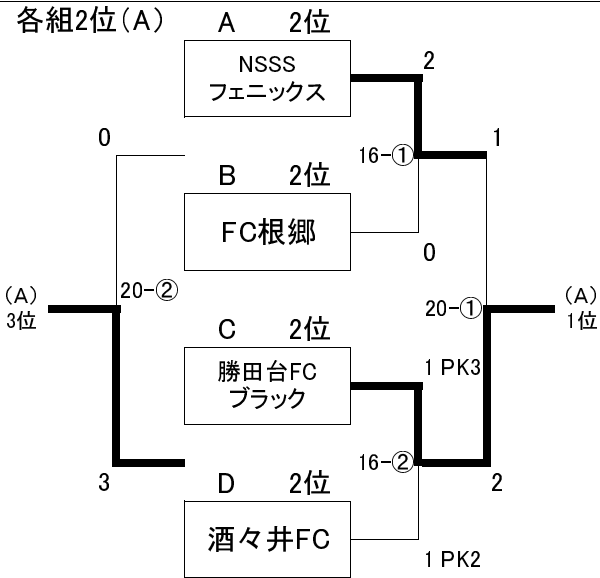 各組2位（A）
A　2位
NSSS
フェニックス
2
0
16-①
1
B　2位
FC根郷
0
20-②
（A）
3位
20-①
（A）
1位
C　2位
勝田台FC
ブラック
1 PK3
16-②
3
2
D　2位
酒々井FC
1 PK2